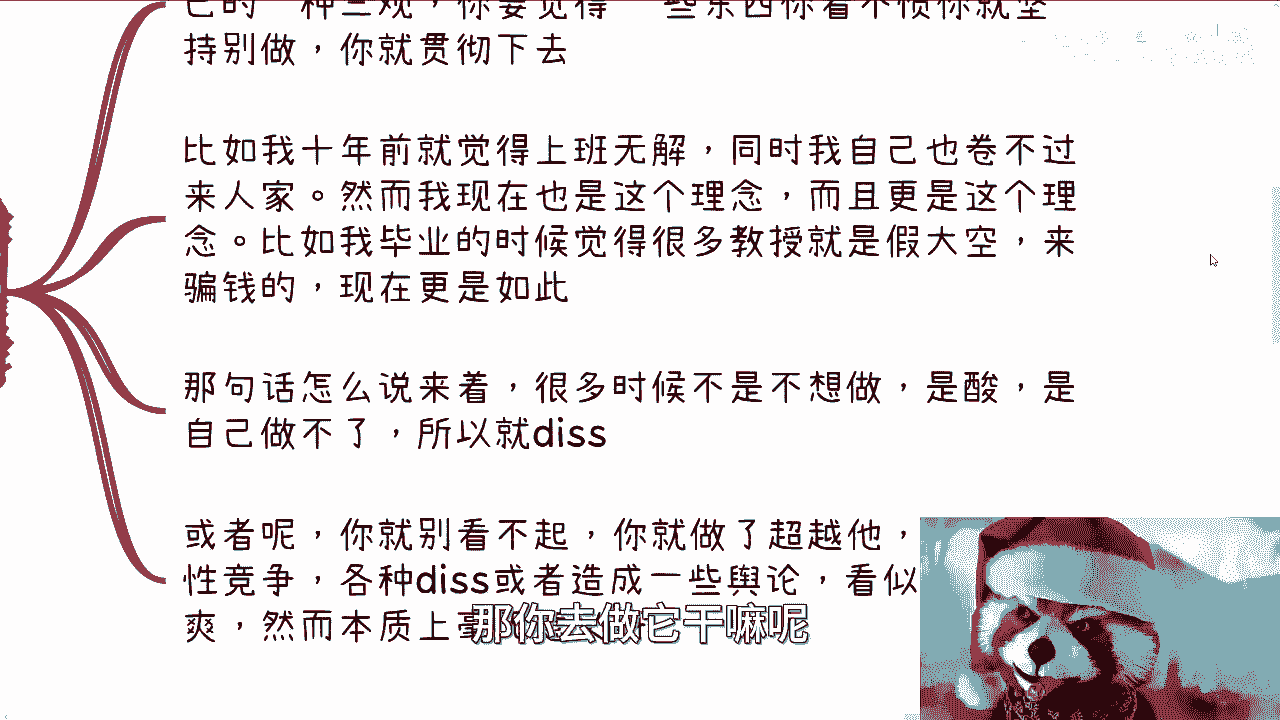 它的一种三观，你要觉得一些东西你看不惯你就坚
持别做，你就贯彻下去
比如我十年前就觉得上班无解，同时我自己也卷不过
来人家。然而我现在也是这个理念，而且更是这个理
念。比如我毕业的时候觉得很多教授就是假大空，来
骗钱的，现在更是如此
那句话怎么说来着，很多时候不是不想做，是酸，是
自己做不了，所以就diss
或者呢，你就别看不起，你就做了超越他，
性竞争，各种diss或者造成一些舆论，看似
爽，然而本质上毫
那你去做它干嘛呢